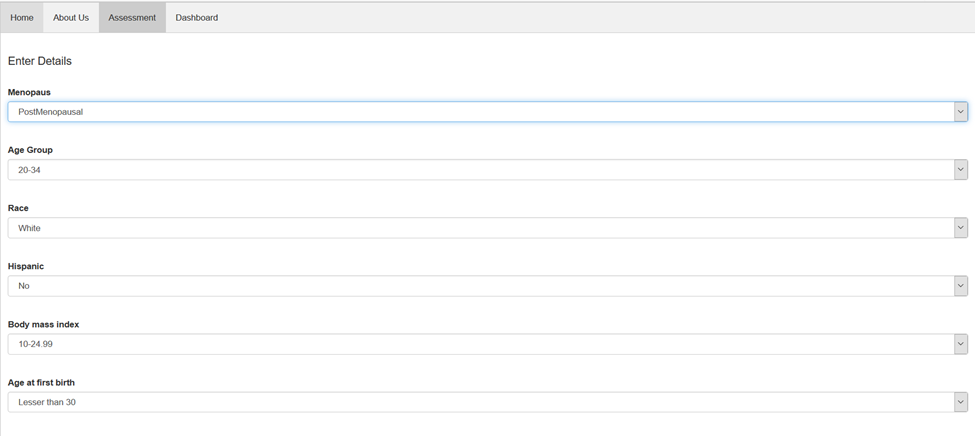 Home About Us Assessment Dashboard
Enter Details
Menopaus
PostMenopausal
Age Group
20-34
Race
White
Hispanic
No
Body mass index
10-24.99
Age at first birth
Lesser than 30